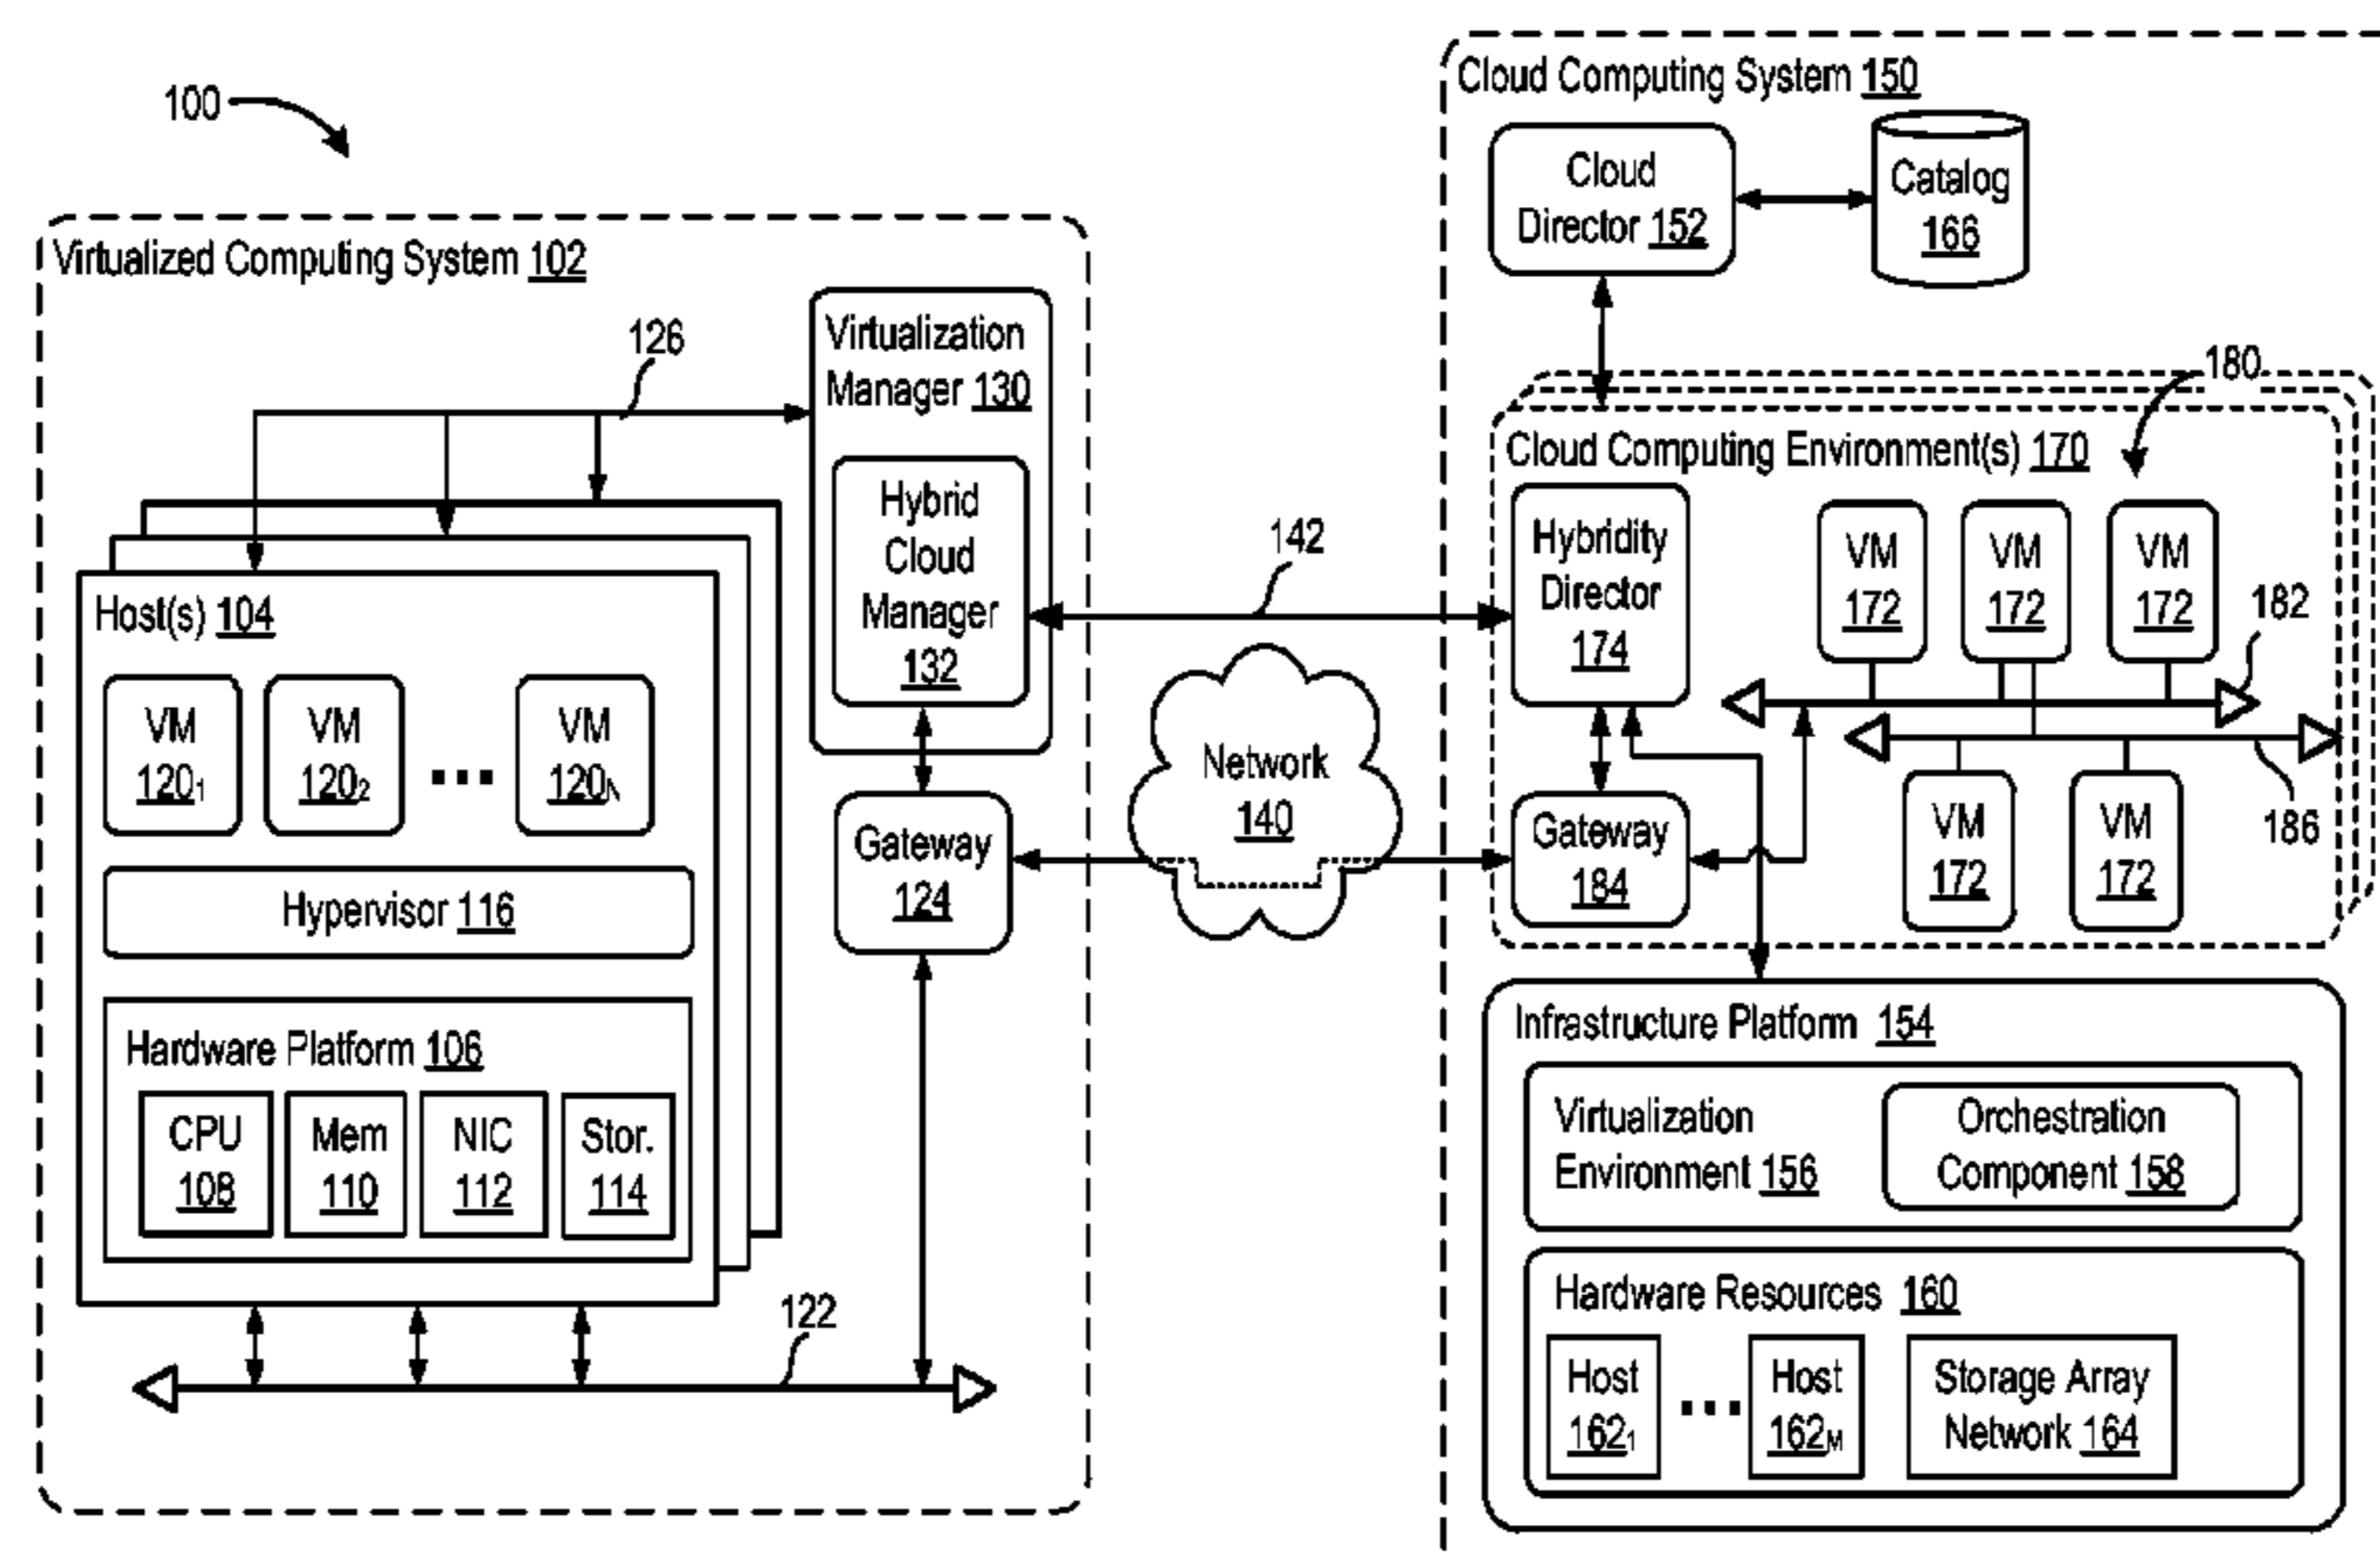 100
Virtualized Computing System 102
126
Virtualization
Manager 130
Hybrid
Cloud
Manager
132
Host(s) 104
VM
120₁
VM
120₂
...
VM
120ₙ
Hypervisor 116
Hardware Platform 106
CPU
108
Mem
110
NIC
112
Stor.
114
Gateway
124
122
142
Network
140
Cloud Computing System 150
Cloud
Director 152
Catalog
166
180
Cloud Computing Environment(s) 170
Hybridity
Director
174
VM
172
VM
172
VM
172
182
Gateway
184
VM
172
VM
172
186
Infrastructure Platform 154
Virtualization
Environment 156
Orchestration
Component 158
Hardware Resources 160
Host
162₁
...
Host
162M
Storage Array
Network 164